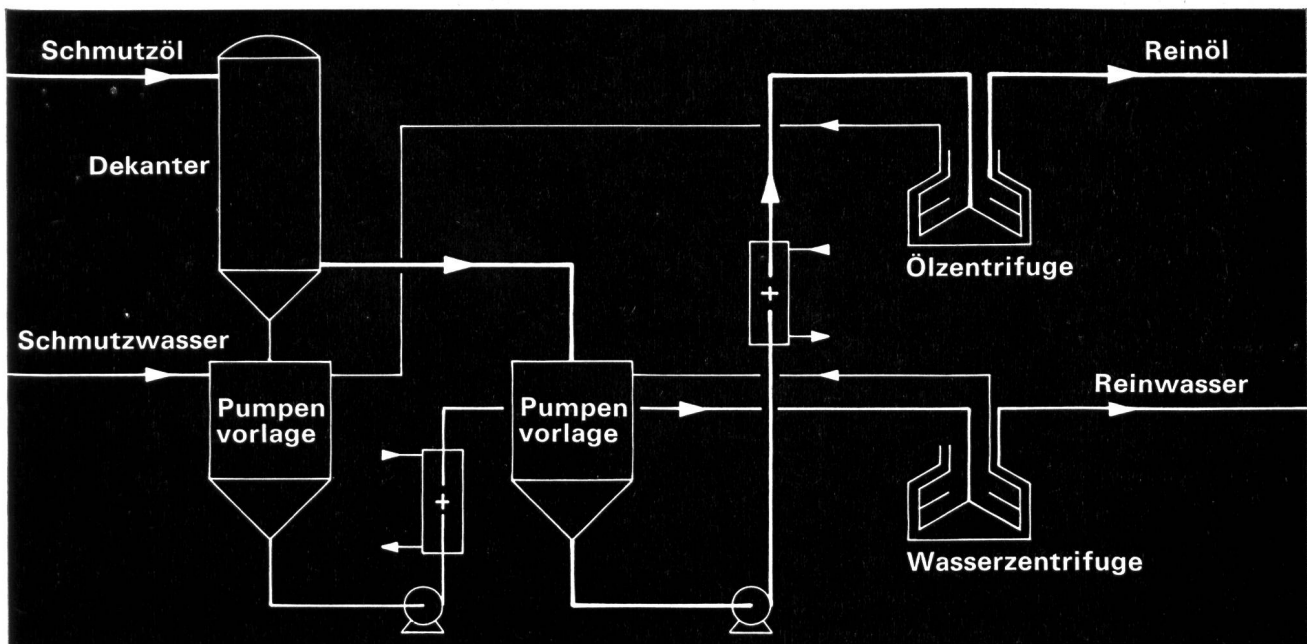 Schmutzöl
Reinöl
Dekanter
Ölzentrifuge
Schmutzwasser
Reinwasser
Pumpen
vorlage
Pumpen
vorlage
Wasserzentrifuge